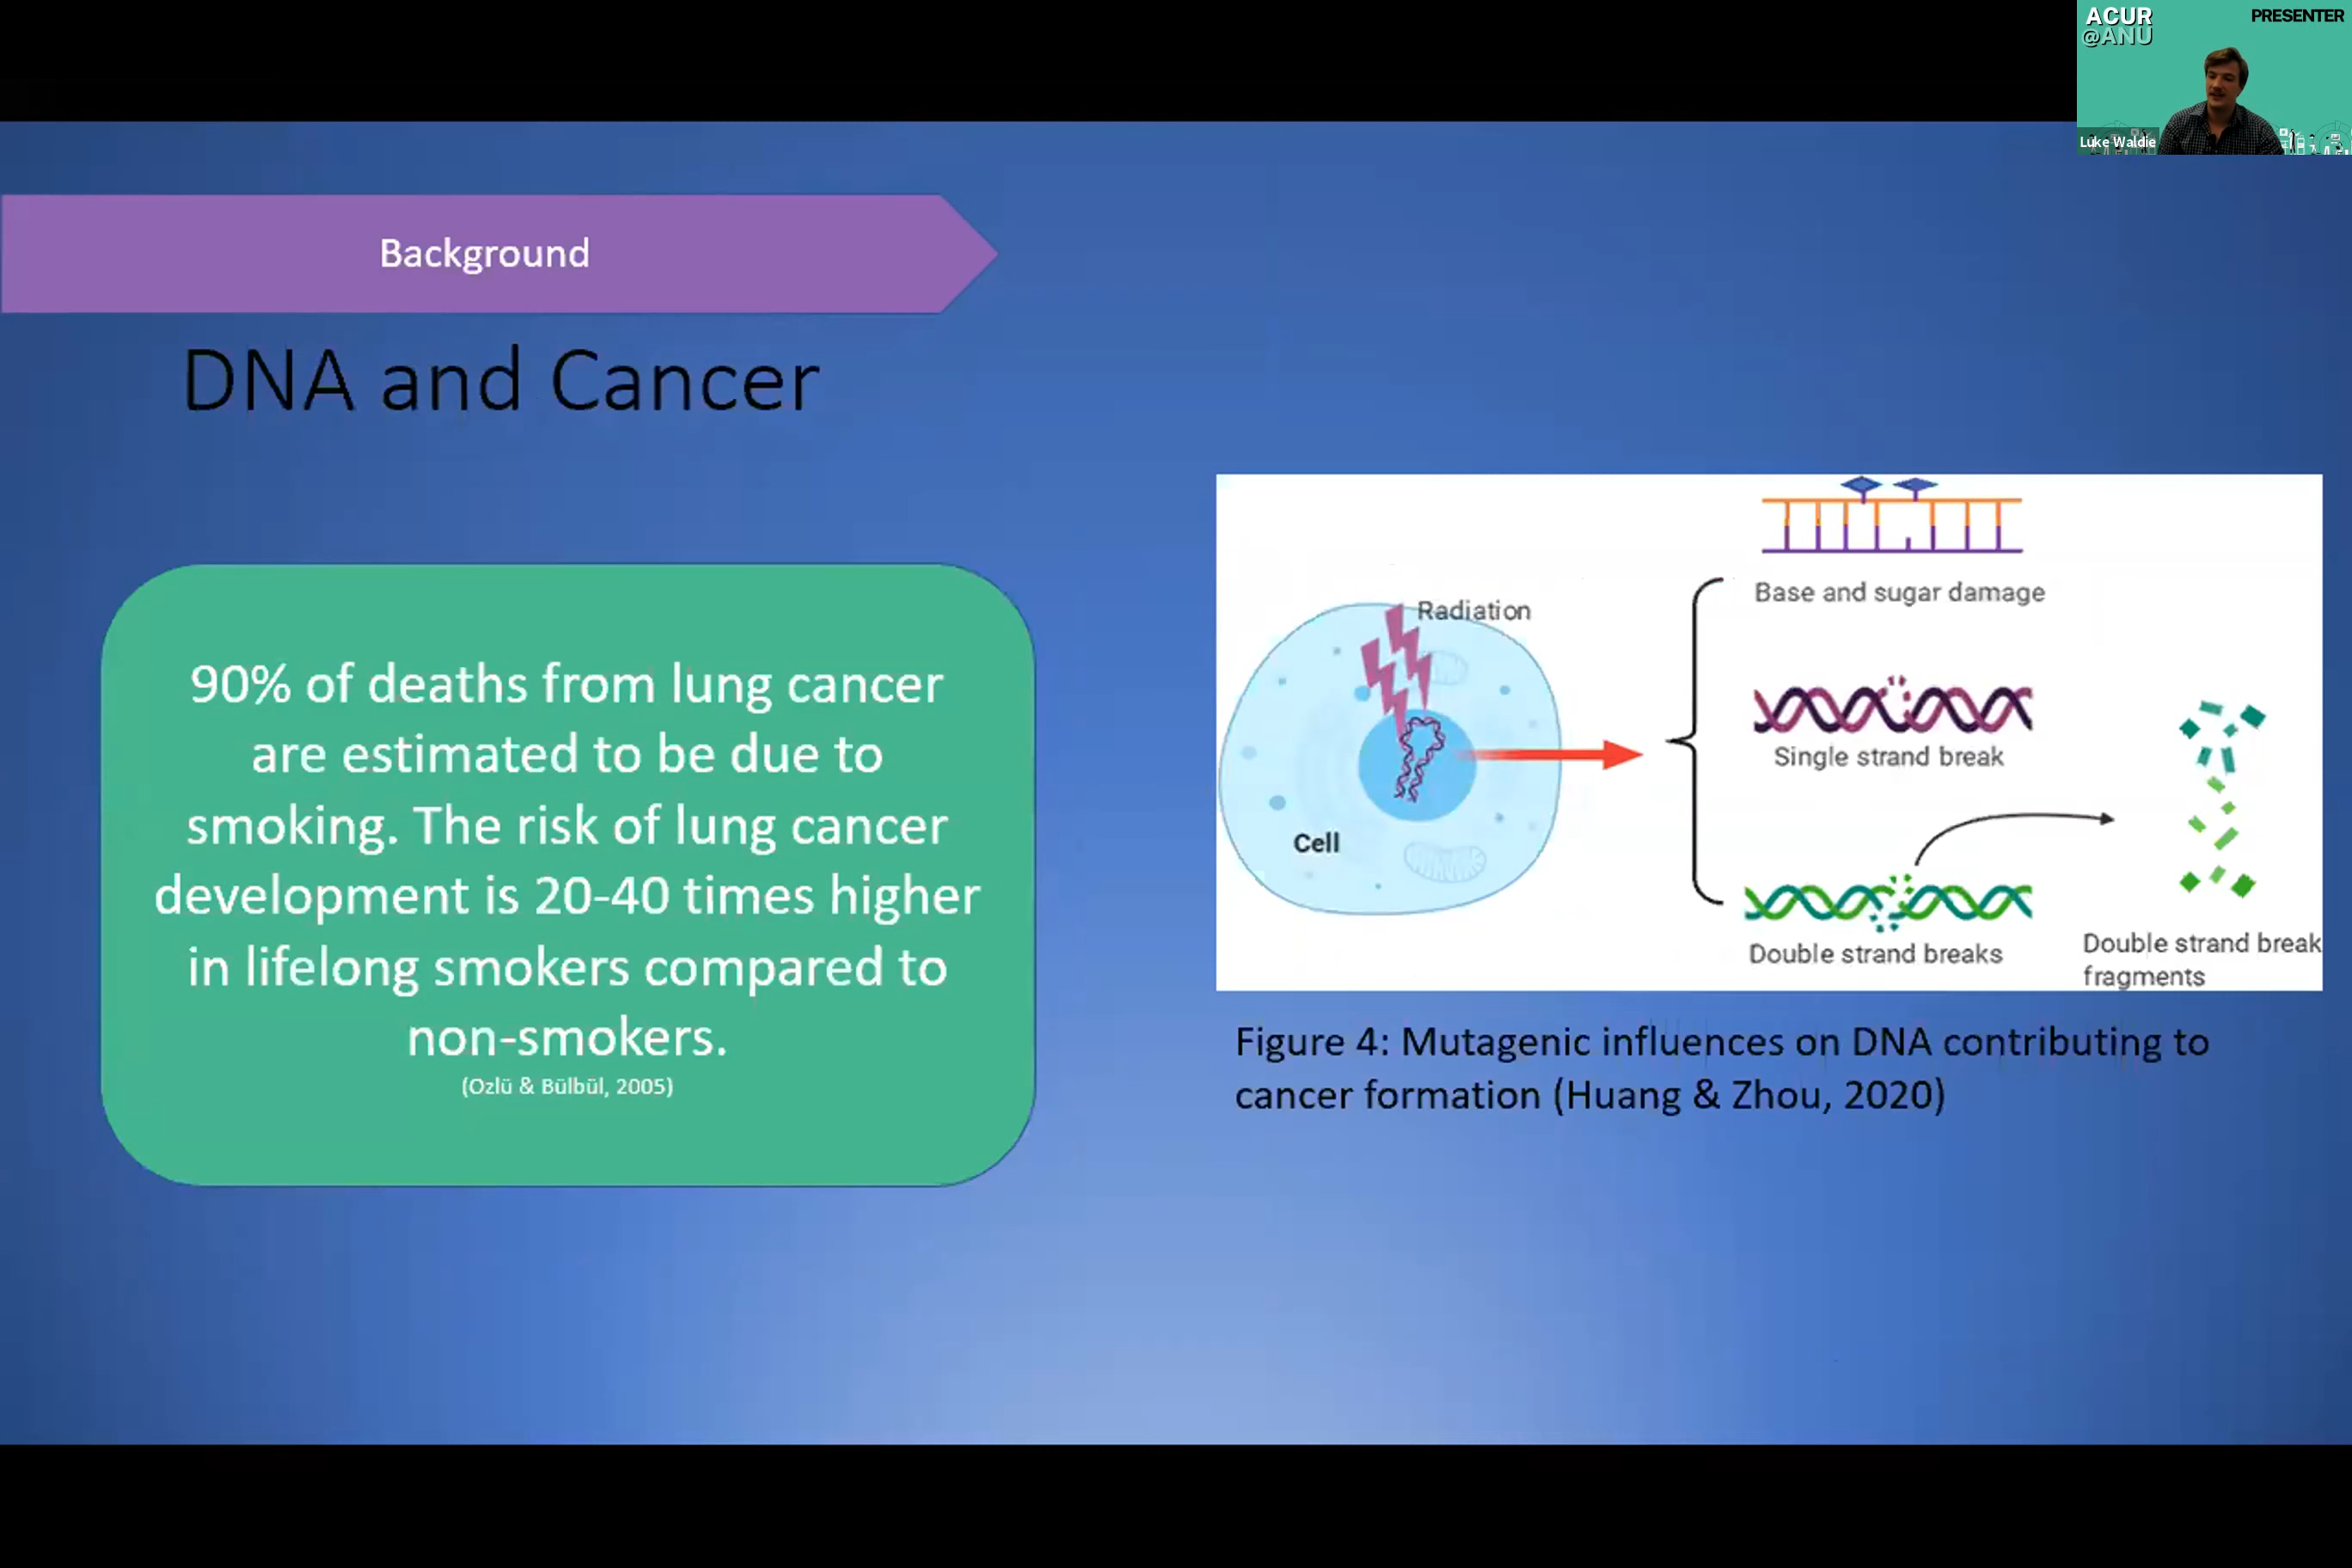 ACUR
@ANU
PRESENTER
Luke Waldie
Background
DNA and Cancer
90% of deaths from lung cancer
are estimated to be due to
smoking. The risk of lung cancer
development is 20-40 times higher
in lifelong smokers compared to
non-smokers.
(Ozlü & Bülbül, 2005)
Radiation
Cell
Base and sugar damage
Single strand break
Double strand breaks
Double strand break
fragments
Figure 4: Mutagenic influences on DNA contributing to
cancer formation (Huang & Zhou, 2020)